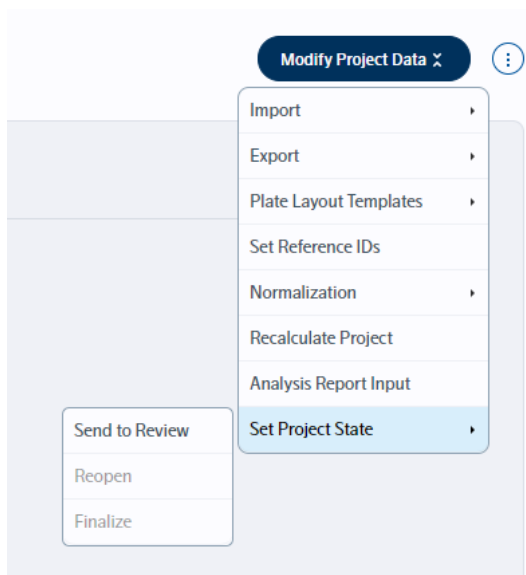 Modify Project Data
Import
Export
Plate Layout Templates
Set Reference IDs
Normalization
Recalculate Project
Analysis Report Input
Set Project State
Send to Review
Reopen
Finalize